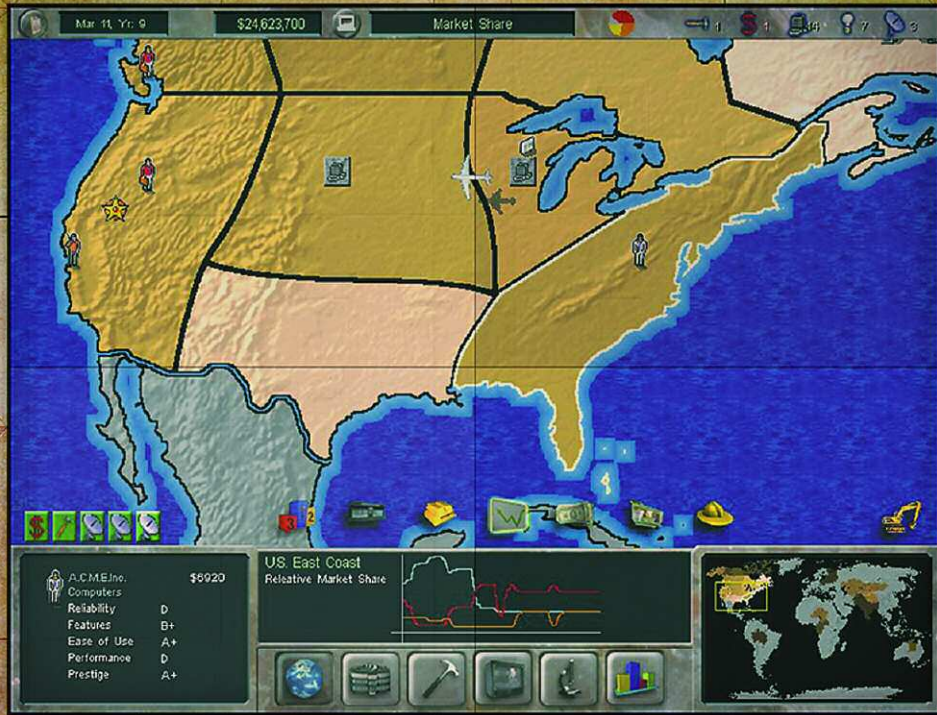 Mar 11, Yr: 9
$24,623,700
Market Share
1
1
14
7
3
3
2
A.C.M.E.Inc.
$6920
Computers
Reliability D
Features B+
Ease of Use A+
Performance D
Prestige A+
U.S. East Coast
Releative Market Share